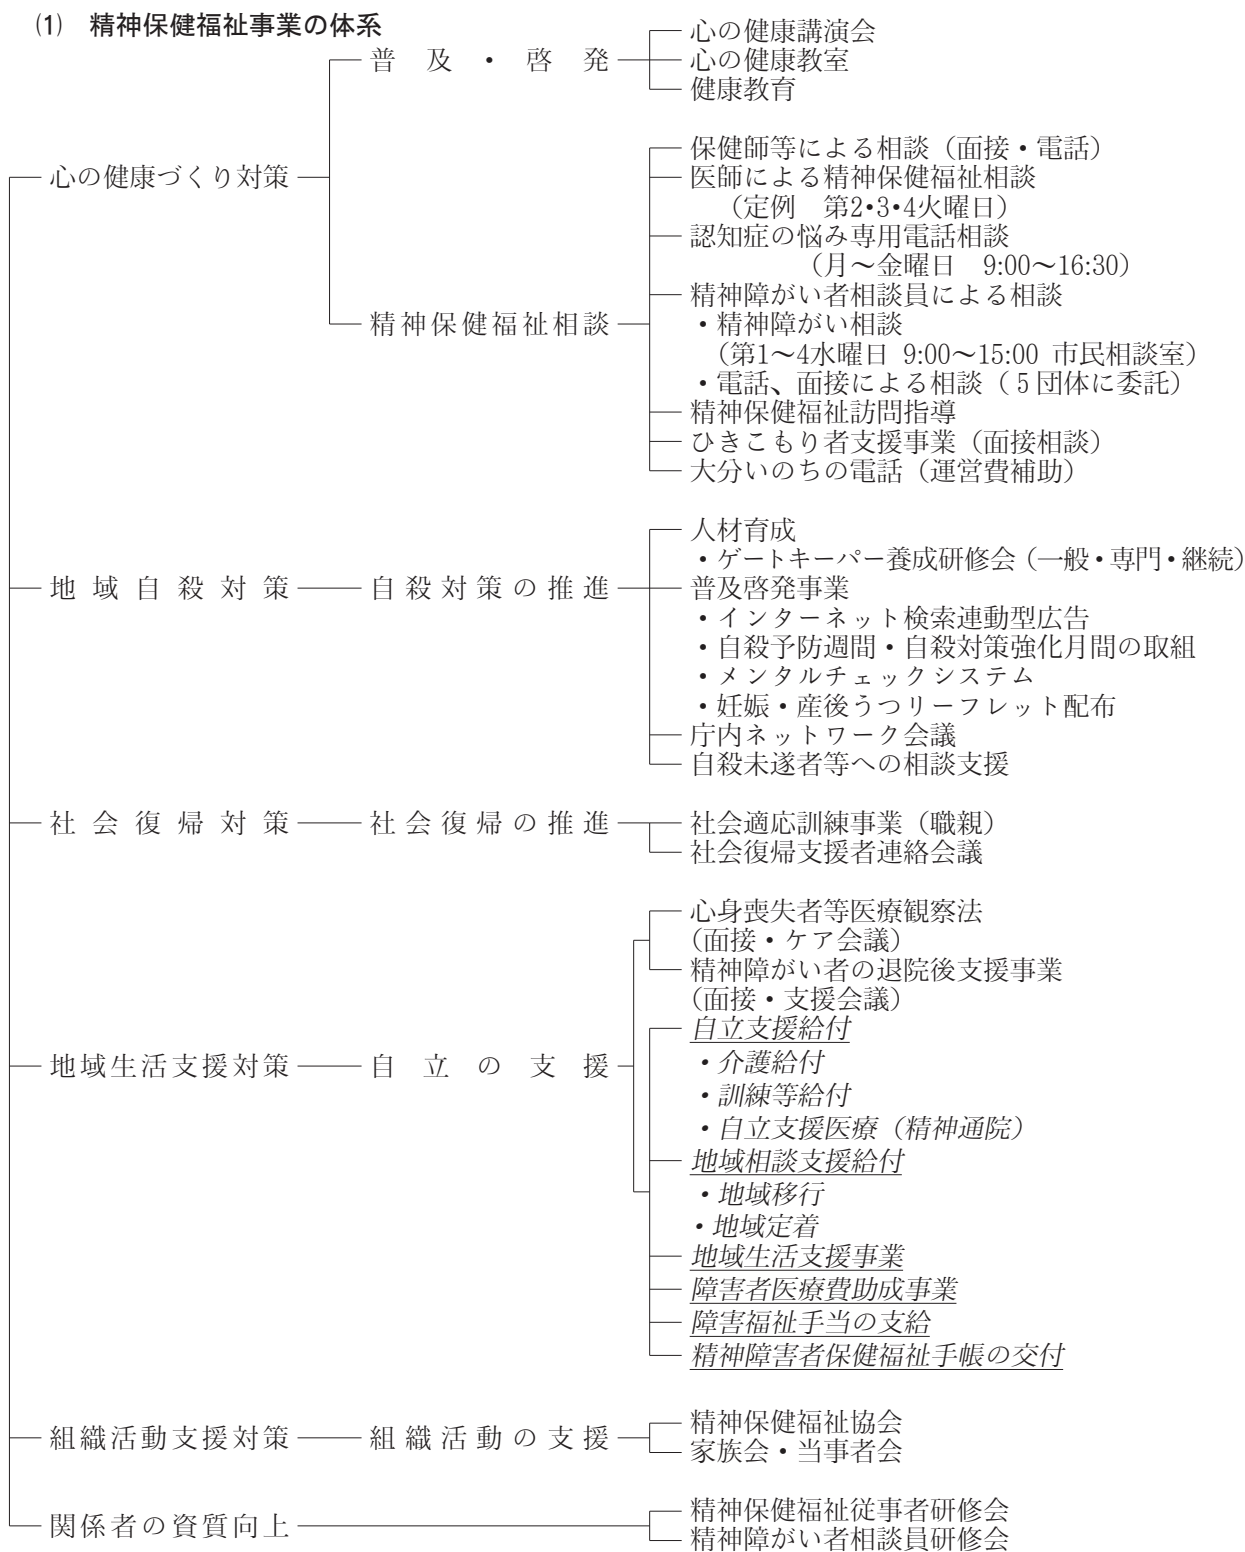 (1) 精神保健福祉事業の体系
心の健康づくり対策
普及・啓発
心の健康講演会
心の健康教室
健康教育
精神保健福祉相談
保健師等による相談（面接・電話）
医師による精神保健福祉相談
（定例　第2・3・4火曜日）
認知症の悩み専用電話相談
（月～金曜日　9:00～16:30）
精神障がい者相談員による相談
・精神障がい相談
（第1～4水曜日 9:00～15:00 市民相談室）
・電話、面接による相談（５団体に委託）
精神保健福祉訪問指導
ひきこもり者支援事業（面接相談）
大分いのちの電話（運営費補助）
地域自殺対策
自殺対策の推進
人材育成
・ゲートキーパー養成研修会（一般・専門・継続）
普及啓発事業
・インターネット検索連動型広告
・自殺予防週間・自殺対策強化月間の取組
・メンタルチェックシステム
・妊娠・産後うつリーフレット配布
庁内ネットワーク会議
自殺未遂者等への相談支援
社会復帰対策
社会復帰の推進
社会適応訓練事業（職親）
社会復帰支援者連絡会議
地域生活支援対策
自立の支援
心身喪失者等医療観察法
（面接・ケア会議）
精神障がい者の退院後支援事業
（面接・支援会議）
自立支援給付
・介護給付
・訓練等給付
・自立支援医療（精神通院）
地域相談支援給付
・地域移行
・地域定着
地域生活支援事業
障害者医療費助成事業
障害福祉手当の支給
精神障害者保健福祉手帳の交付
組織活動支援対策
組織活動の支援
精神保健福祉協会
家族会・当事者会
関係者の資質向上
精神保健福祉従事者研修会
精神障がい者相談員研修会